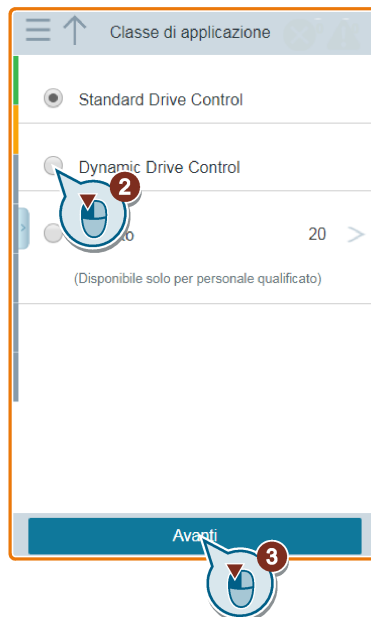 Classe di applicazione
Standard Drive Control
Dynamic Drive Control
2
20
(Disponibile solo per personale qualificato)
Avanti
3